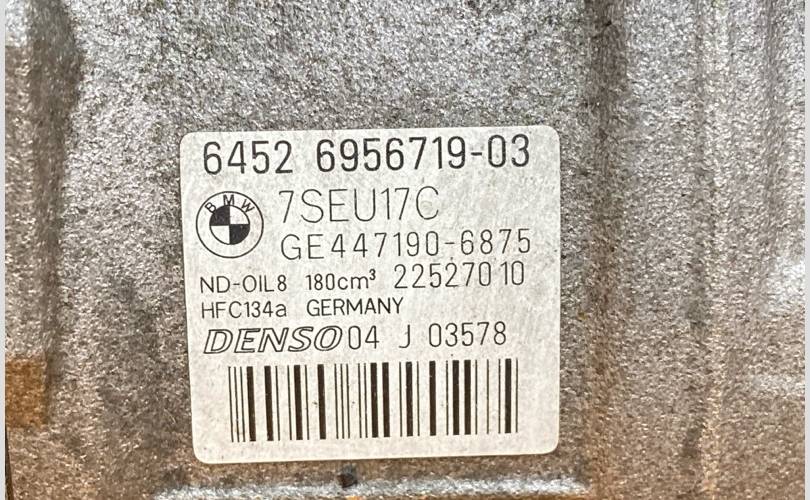 6452 6956719-03
BMW
7SEU17C
GE447190-6875
ND-OIL8 180cm³ 22527010
HFC134a GERMANY
DENSO 04 J 03578